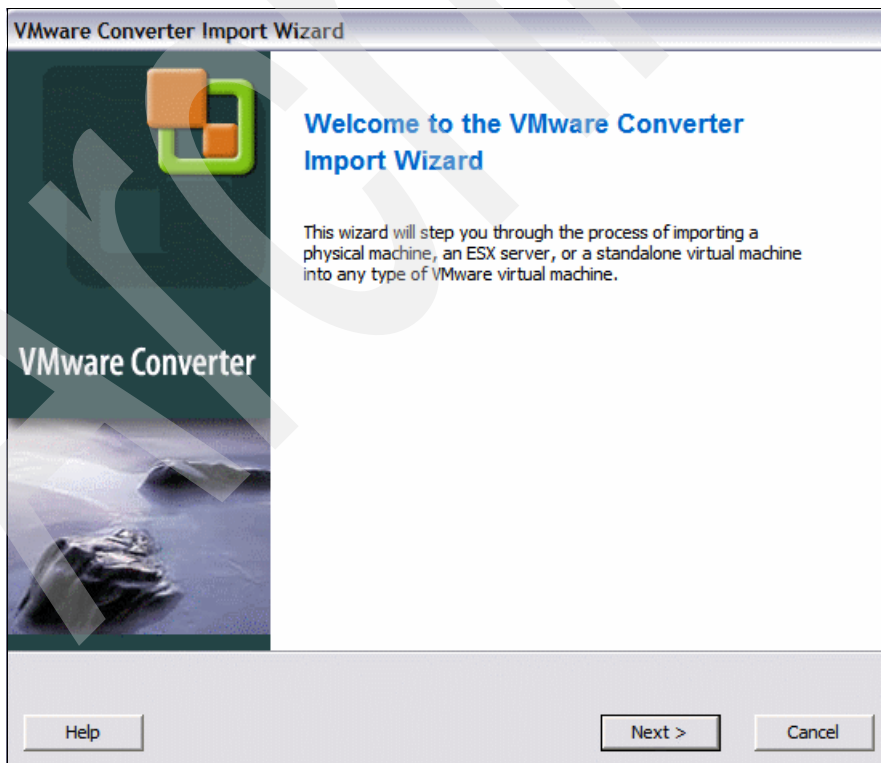 VMware Converter Import Wizard
Welcome to the VMware Converter
Import Wizard
This wizard will step you through the process of importing a
physical machine, an ESX server, or a standalone virtual machine
into any type of VMware virtual machine.
VMware Converter
Help
Next >
Cancel